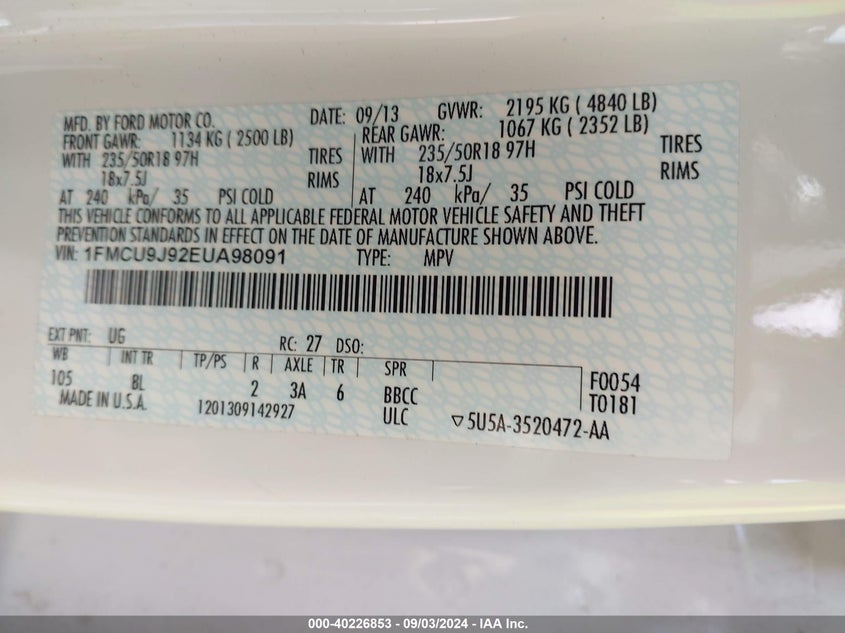 MFD. BY FORD MOTOR CO. DATE: 09/13 GVWR: 2195 KG ( 4840 LB)
FRONT GAWR: 1134 KG ( 2500 LB) REAR GAWR: 1067 KG ( 2352 LB)
WITH 235/50R18 97H TIRES WITH 235/50R18 97H TIRES
18x7.5J RIMS 18x7.5J RIMS
AT 240 kPa/ 35 PSI COLD AT 240 kPa/ 35 PSI COLD
THIS VEHICLE CONFORMS TO ALL APPLICABLE FEDERAL MOTOR VEHICLE SAFETY AND THEFT
PREVENTION STANDARDS IN EFFECT ON THE DATE OF MANUFACTURE SHOWN ABOVE.
VIN: 1FMCU9J92EUA98091 TYPE: MPV
EXT PNT: UG RC: 27 DSO:
WB INT TR TP/PS R AXLE TR SPR
105 BL 2 3A 6 BBCC F0054
MADE IN U.S.A. 1201309142927 ULC T0181
5U5A-3520472-AA
000-40226853 - 09/03/2024 - IAA Inc.